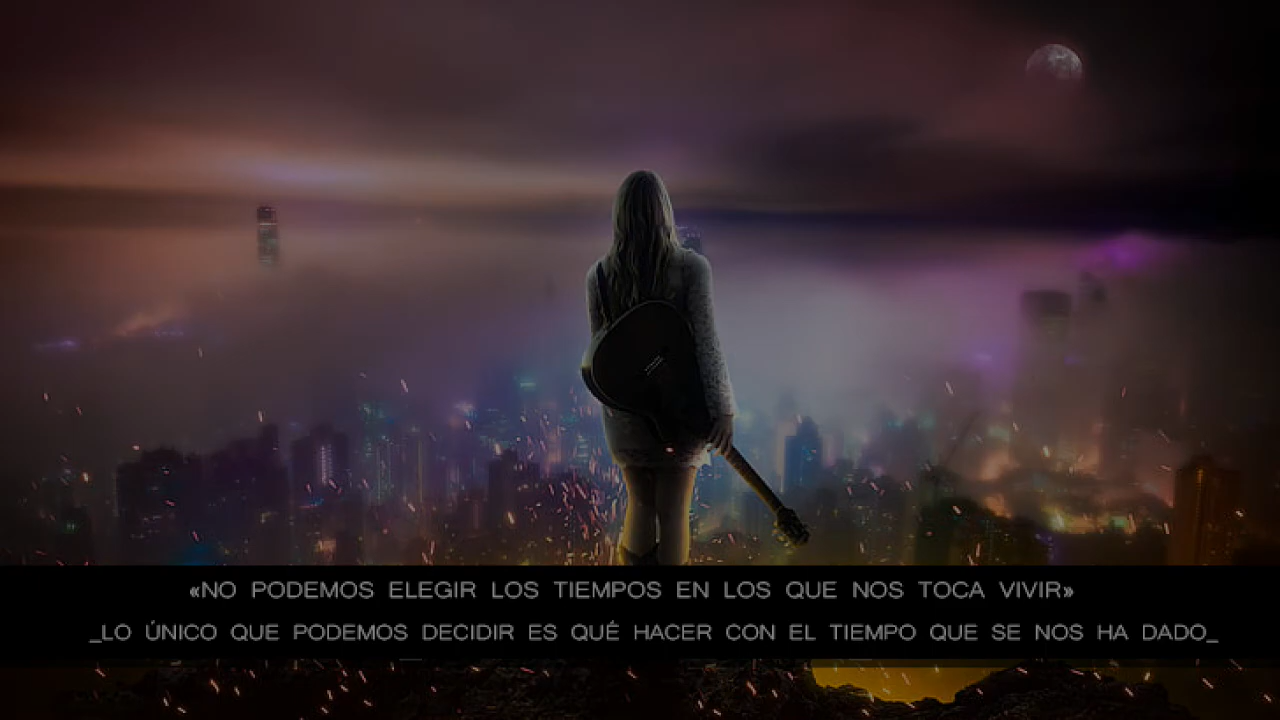 «NO PODEMOS ELEGIR LOS TIEMPOS EN LOS QUE NOS TOCA VIVIR»
_LO ÚNICO QUE PODEMOS DECIDIR ES QUÉ HACER CON EL TIEMPO QUE SE NOS HA DADO_